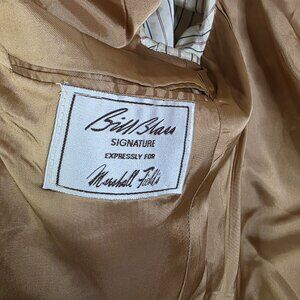 Bill Blass
SIGNATURE
EXPRESSLY FOR
Marshall Field's